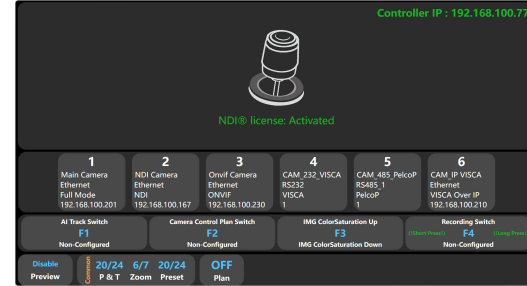 Controller IP : 192.168.100.77
NDI® license: Activated
1
Main Camera
Ethernet
Full Mode
192.168.100.201
2
NDI Camera
Ethernet
NDI
192.168.100.167
3
Onvif Camera
Ethernet
ONVIF
192.168.100.230
4
CAM_232_VISCA
RS232
VISCA
1
5
CAM_485_PelcoP
RS485_1
PelcoP
1
6
CAM_IP VISCA
Ethernet
VISCA Over IP
192.168.100.210
AI Track Switch
F1
Non-Configured
Camera Control Plan Switch
F2
Non-Configured
IMG ColorSaturation Up
F3
IMG ColorSaturation Down
Recording Switch
(Short Press) F4 (Long Press)
Non-Configured
Disable
Preview
Common
20/24 6/7 20/24
P & T Zoom Preset
OFF
Plan